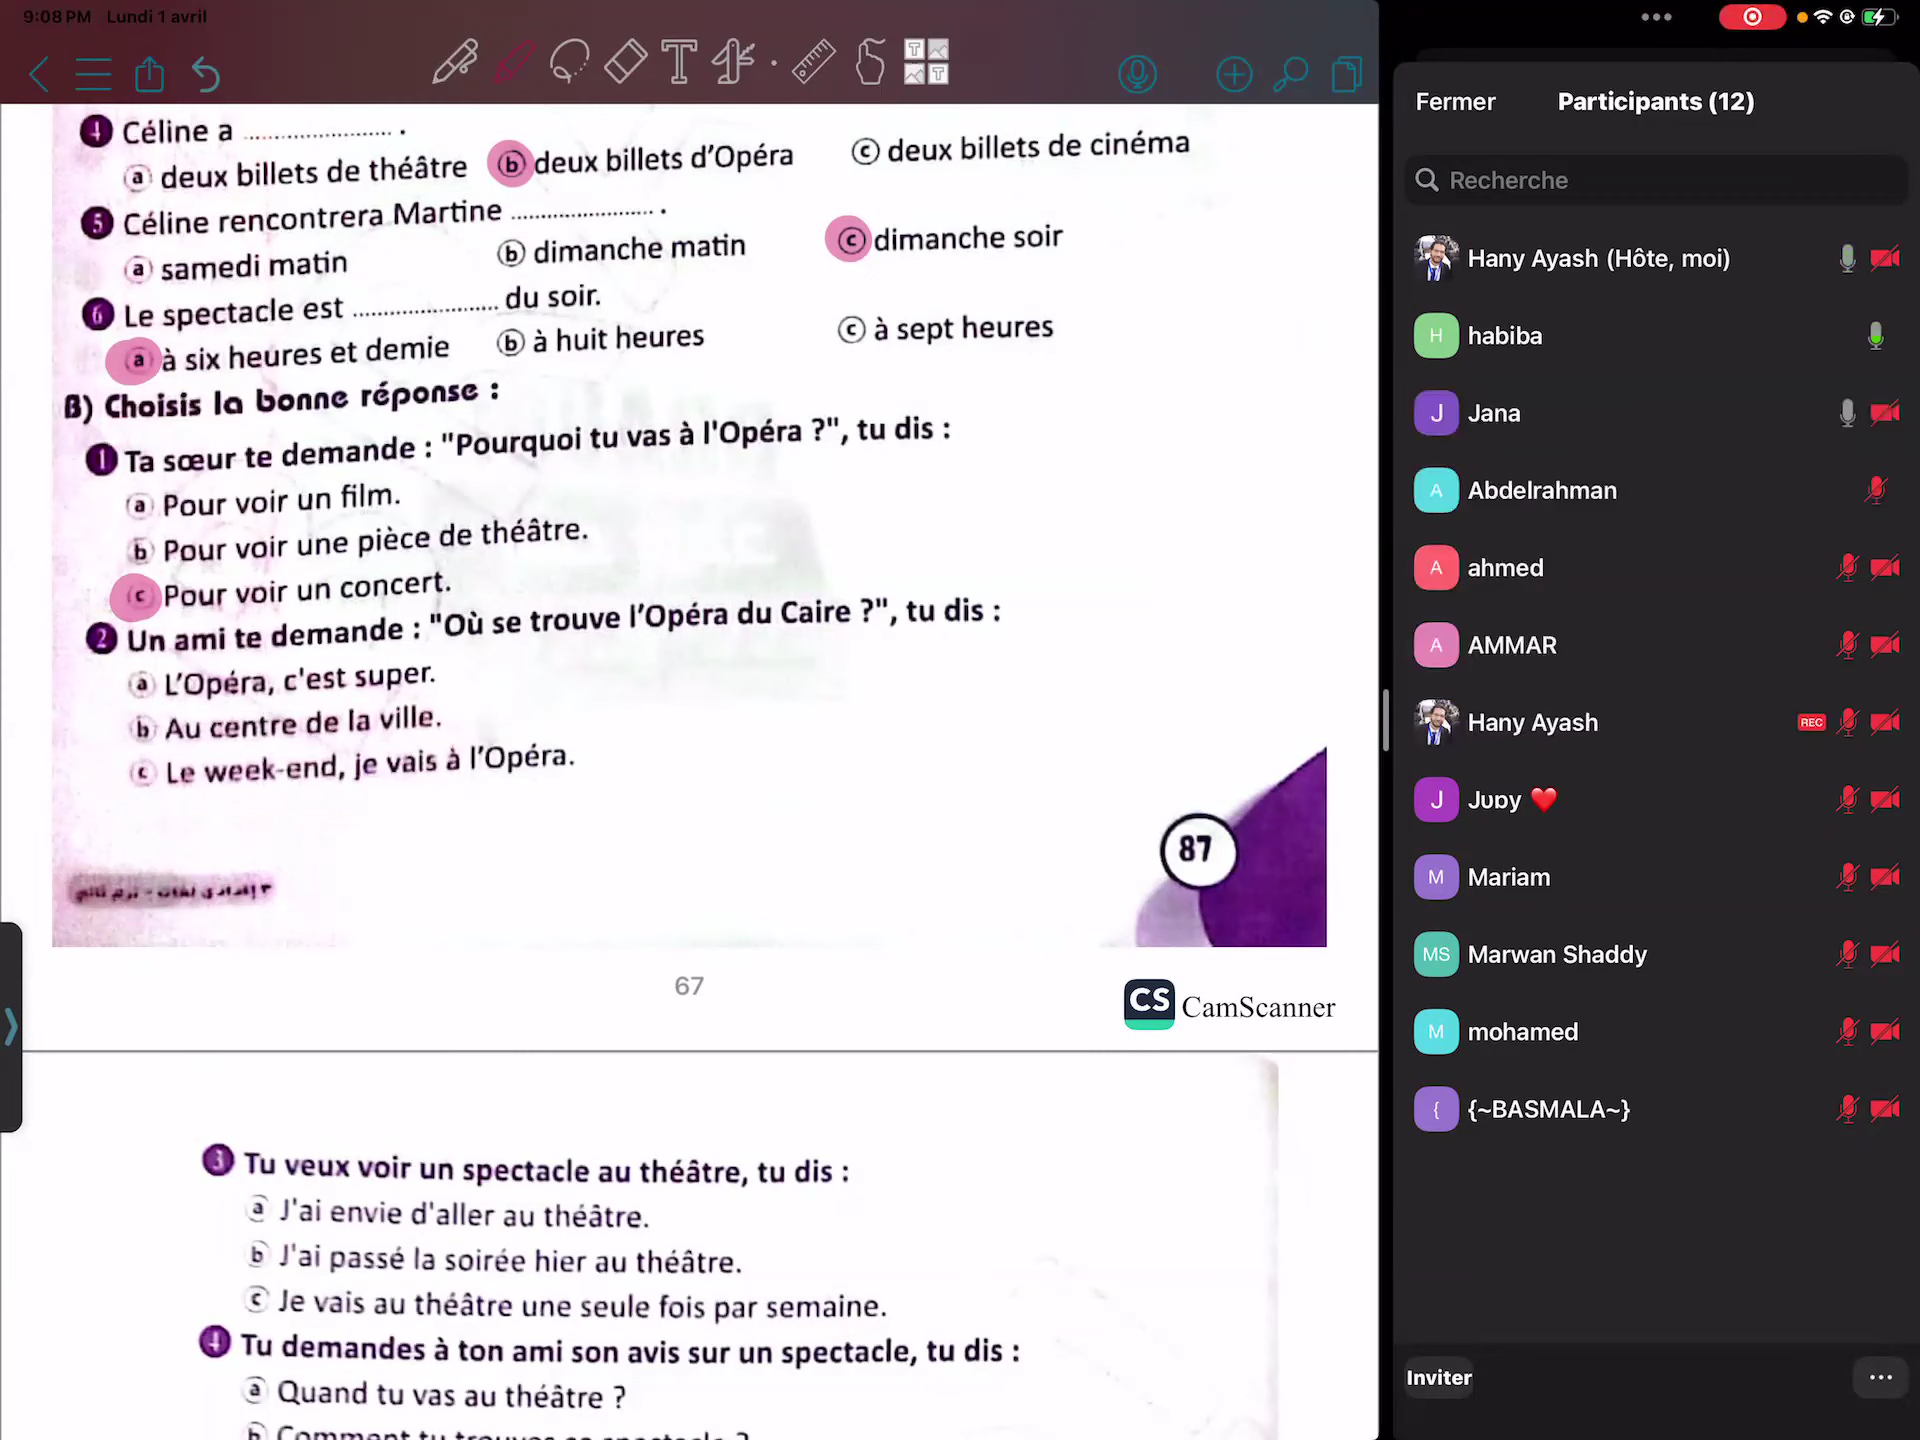 9:08 PM Lundi 1 avril
4 Céline a .................... .
a deux billets de théâtre b deux billets d'Opéra c deux billets de cinéma
5 Céline rencontrera Martine .................... .
a samedi matin b dimanche matin c dimanche soir
6 Le spectacle est .................... du soir.
a à six heures et demie b à huit heures c à sept heures
B) Choisis la bonne réponse :
1 Ta sœur te demande : "Pourquoi tu vas à l'Opéra ?", tu dis :
a Pour voir un film.
b Pour voir une pièce de théâtre.
c Pour voir un concert.
2 Un ami te demande : "Où se trouve l'Opéra du Caire ?", tu dis :
a L'Opéra, c'est super.
b Au centre de la ville.
c Le week-end, je vais à l'Opéra.
87
67
CS CamScanner
3 Tu veux voir un spectacle au théâtre, tu dis :
a J'ai envie d'aller au théâtre.
b J'ai passé la soirée hier au théâtre.
c Je vais au théâtre une seule fois par semaine.
4 Tu demandes à ton ami son avis sur un spectacle, tu dis :
a Quand tu vas au théâtre ?
b Comment tu trouves ce spectacle ?
Fermer Participants (12)
Recherche
Hany Ayash (Hôte, moi)
H habiba
J Jana
A Abdelrahman
A ahmed
A AMMAR
Hany Ayash REC
J Jupy ❤️
M Mariam
MS Marwan Shaddy
M mohamed
{ {~BASMALA~}
Inviter